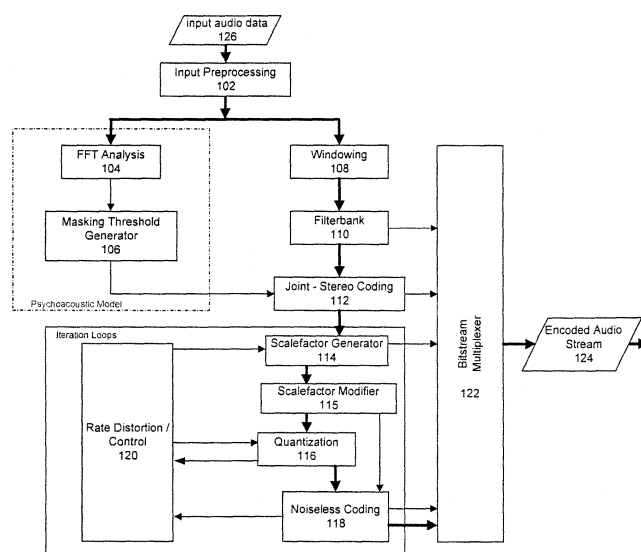 input audio data
126
Input Preprocessing
102
FFT Analysis
104
Masking Threshold
Generator
106
Psychoacoustic Model
Windowing
108
Filterbank
110
Joint - Stereo Coding
112
Iteration Loops
Scalefactor Generator
114
Scalefactor Modifier
115
Rate Distortion /
Control
120
Quantization
116
Noiseless Coding
118
Bitstream
Multiplexer
122
Encoded Audio
Stream
124